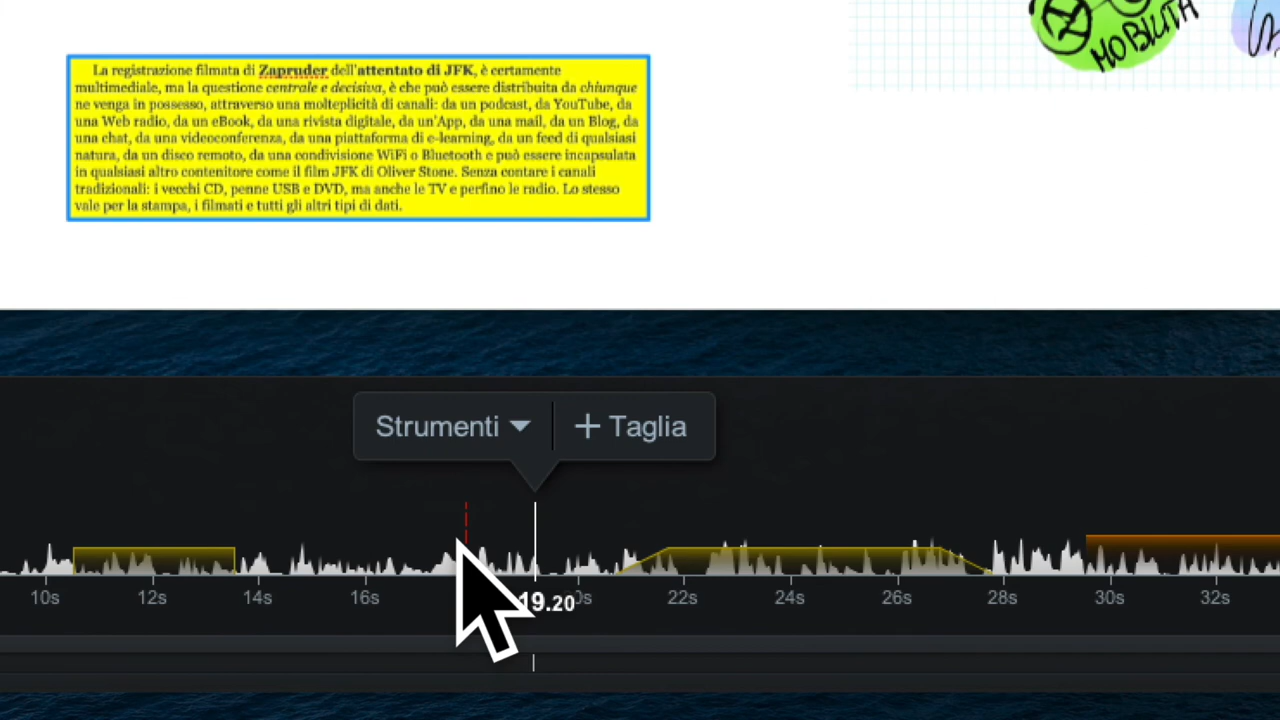 MOBILITÀ
La registrazione filmata di Zapruder dell'attentato di JFK, è certamente
multimediale, ma la questione centrale e decisiva, è che può essere distribuita da chiunque
ne venga in possesso, attraverso una molteplicità di canali: da un podcast, da YouTube, da
una Web radio, da un eBook, da una rivista digitale, da un'App, da una mail, da un Blog, da
una chat, da una videoconferenza, da una piattaforma di e-learning, da un feed di qualsiasi
natura, da un disco remoto, da una condivisione WiFi o Bluetooth e può essere incapsulata
in qualsiasi altro contenitore come il film JFK di Oliver Stone. Senza contare i canali
tradizionali: i vecchi CD, penne USB e DVD, ma anche le TV e perfino le radio. Lo stesso
vale per la stampa, i filmati e tutti gli altri tipi di dati.
Strumenti + Taglia
10s 12s 14s 16s 19.20 0s 22s 24s 26s 28s 30s 32s